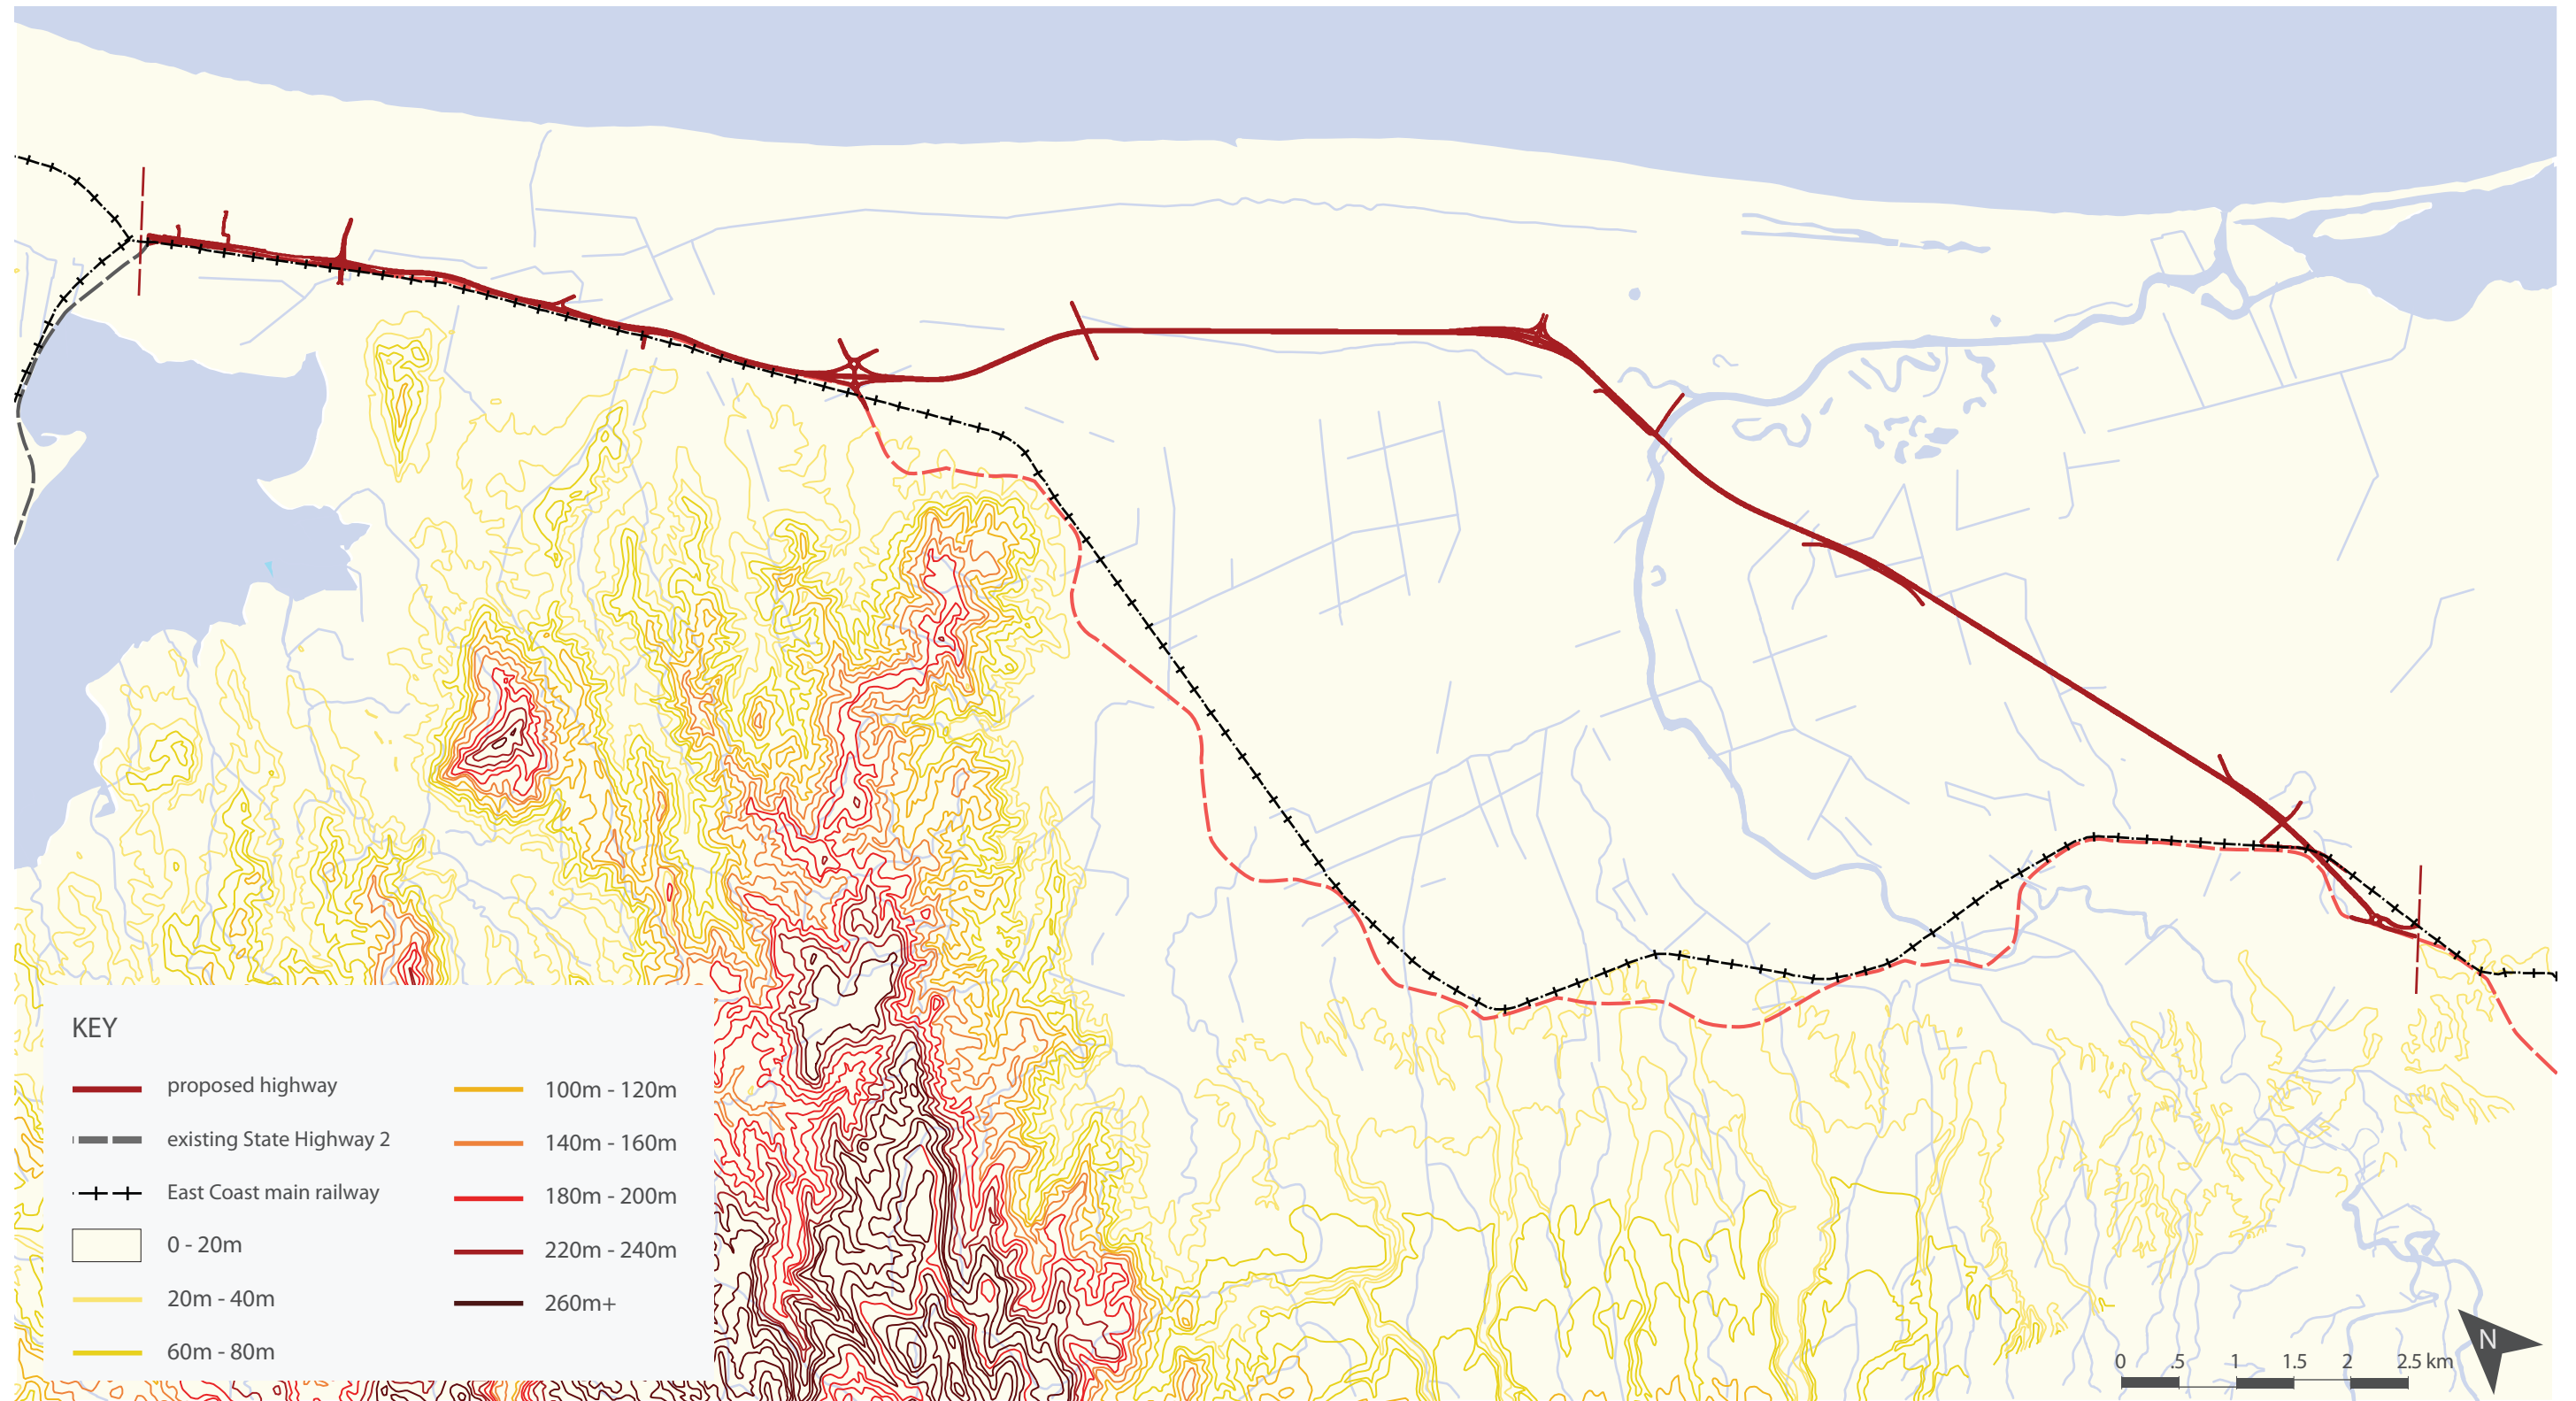 KEY
proposed highway
existing State Highway 2
East Coast main railway
0 - 20m
20m - 40m
60m - 80m
100m - 120m
140m - 160m
180m - 200m
220m - 240m
260m+
0 .5 1 1.5 2 2.5 km
N